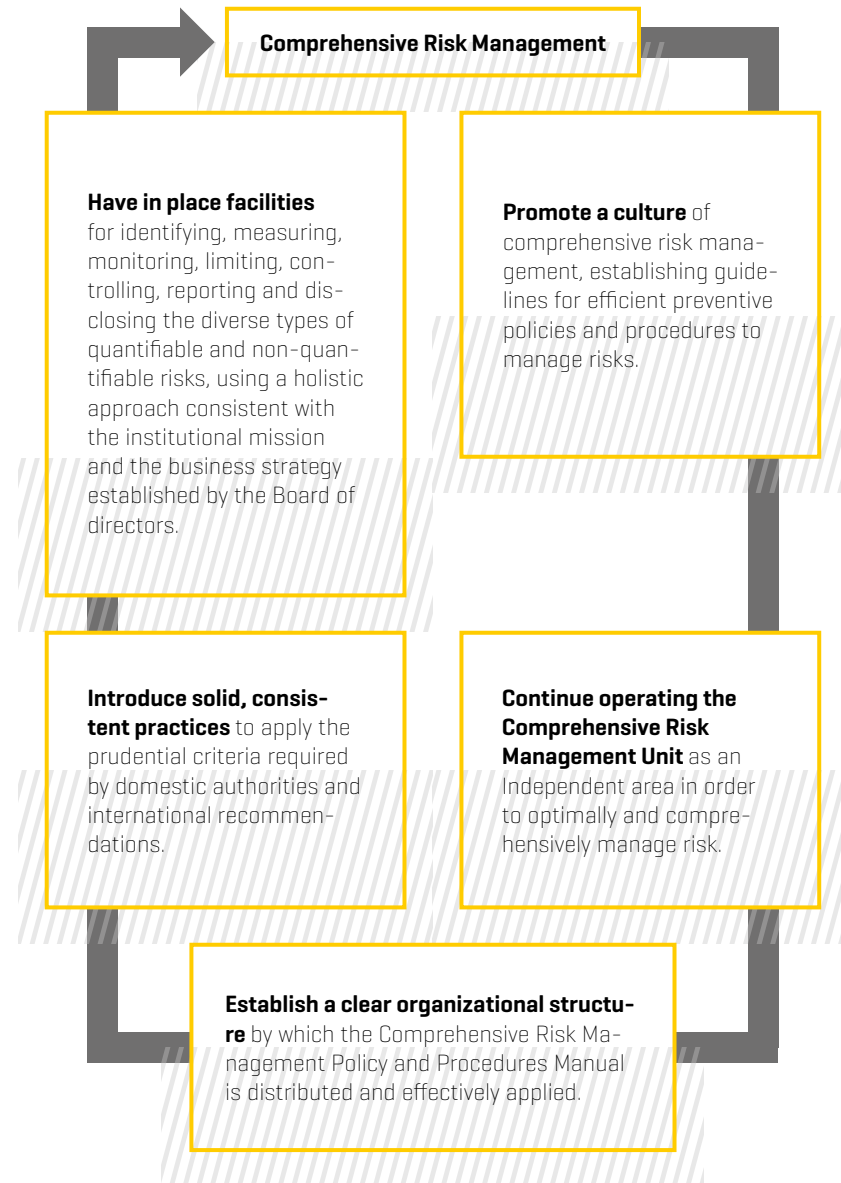 Comprehensive Risk Management
Promote a culture of
comprehensive risk mana-
gement, establishing guide-
lines for efficient preventive
policies and procedures to
manage risks.
Continue operating the
Comprehensive Risk
Management Unit as an
Independent area in order
to optimally and compre-
hensively manage risk.
Establish a clear organizational structu-
re by which the Comprehensive Risk Ma-
nagement Policy and Procedures Manual
is distributed and effectively applied.
Introduce solid, consis-
tent practices to apply the
prudential criteria required
by domestic authorities and
international recommen-
dations.
Have in place facilities
for identifying, measuring,
monitoring, limiting, con-
trolling, reporting and dis-
closing the diverse types of
quantifiable and non-quan-
tifiable risks, using a holistic
approach consistent with
the institutional mission
and the business strategy
established by the Board of
directors.